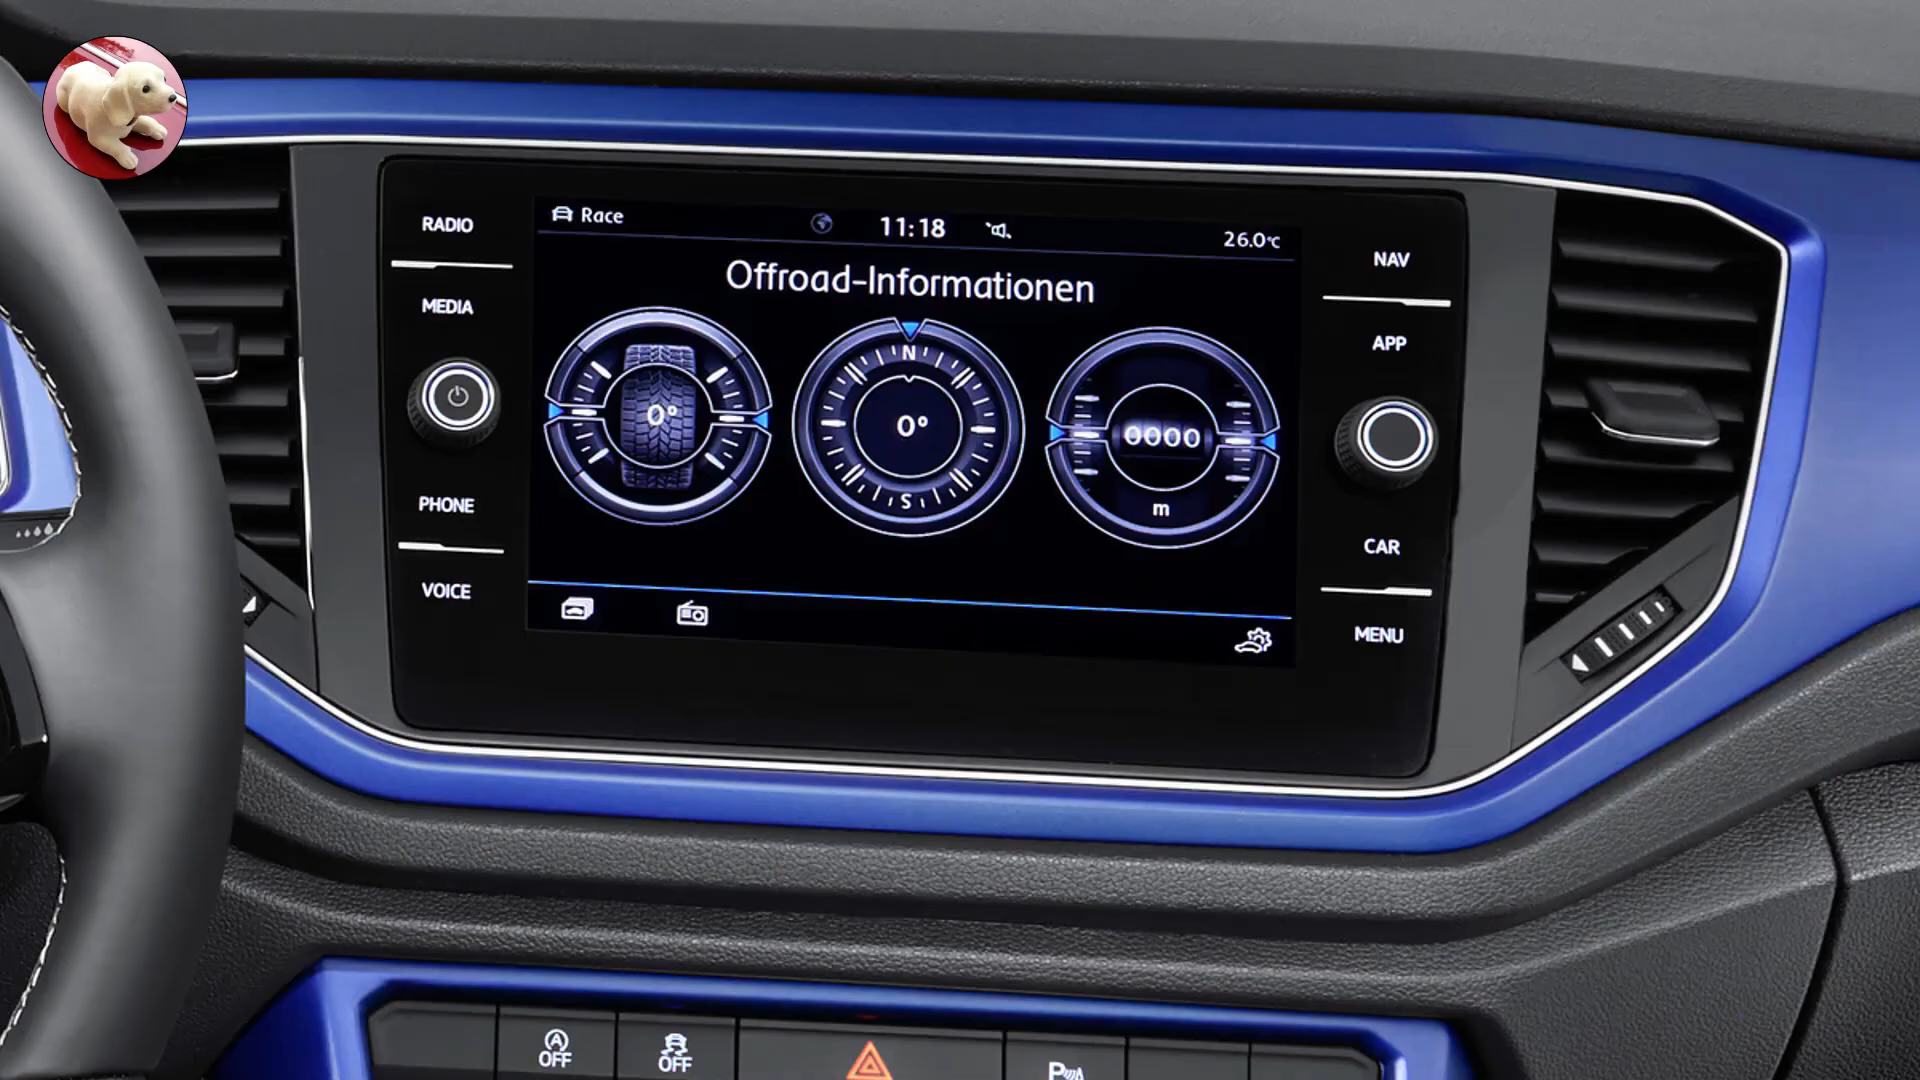 RADIO
MEDIA
PHONE
VOICE
Race
11:18
26.0°C
Offroad-Informationen
0°
N
0°
S
0000
m
NAV
APP
CAR
MENU
A
OFF
OFF
P